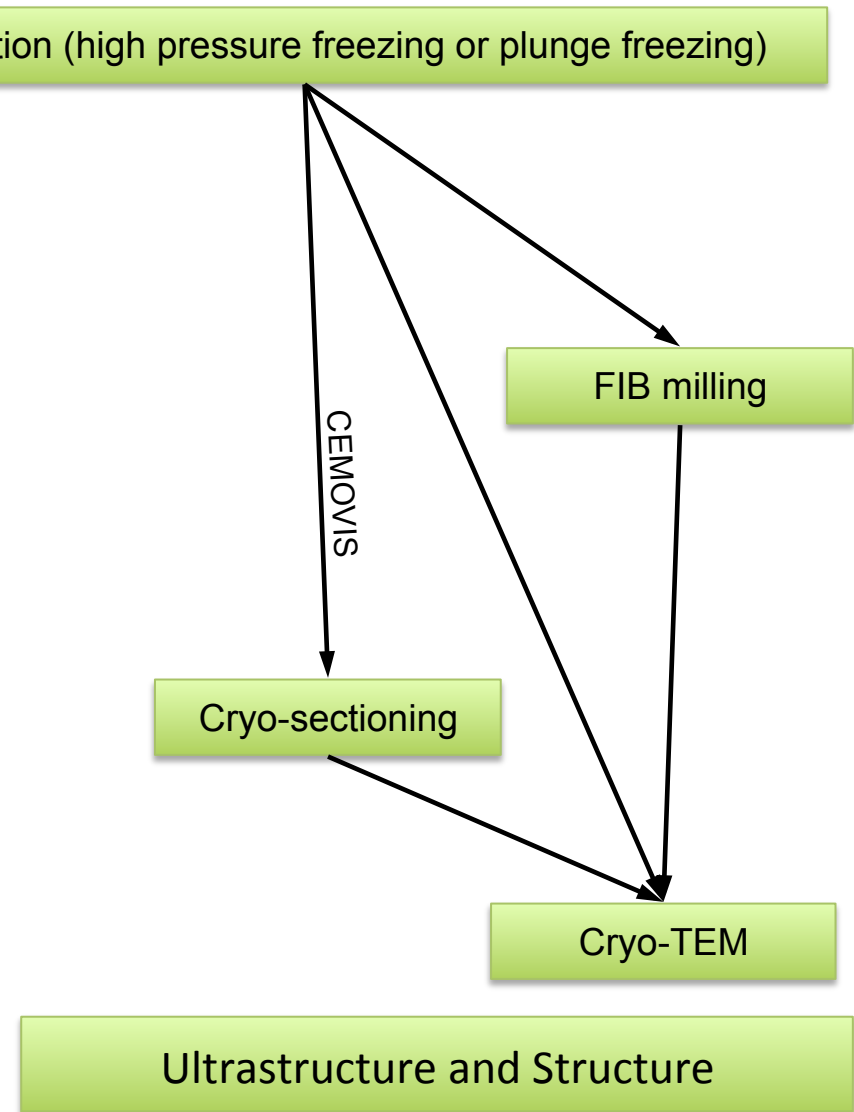 tion (high pressure freezing or plunge freezing)
FIB milling
CEMOVIS
Cryo-sectioning
Cryo-TEM
Ultrastructure and Structure